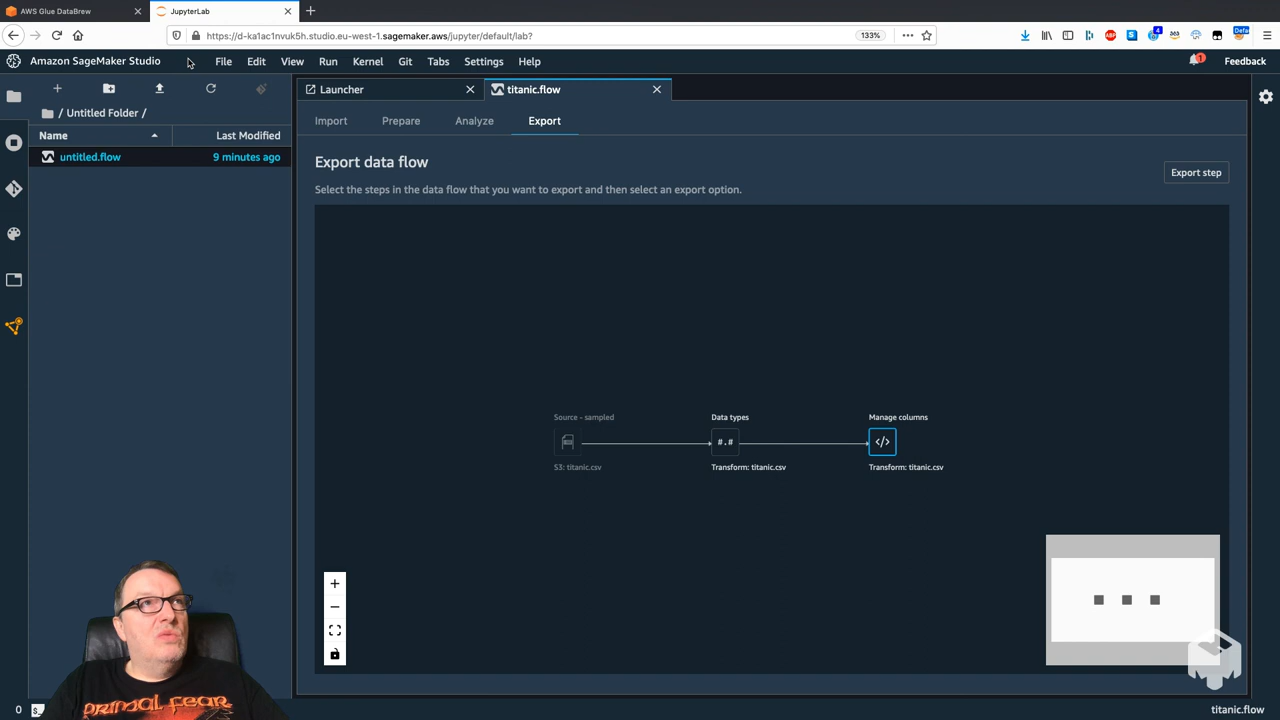 AWS Glue DataBrew
JupyterLab
https://d-ka1ac1nvuk5h.studio.eu-west-1.sagemaker.aws/jupyter/default/lab?
133%
Amazon SageMaker Studio
File Edit View Run Kernel Git Tabs Settings Help
1
Feedback
/ Untitled Folder /
Name
Last Modified
untitled.flow
9 minutes ago
Launcher
titanic.flow
Import Prepare Analyze Export
Export data flow
Export step
Select the steps in the data flow that you want to export and then select an export option.
Source - sampled
S3: titanic.csv
Data types
#.#
Transform: titanic.csv
Manage columns
</>
Transform: titanic.csv
PRIMAL FEAR
0
$_
titanic.flow